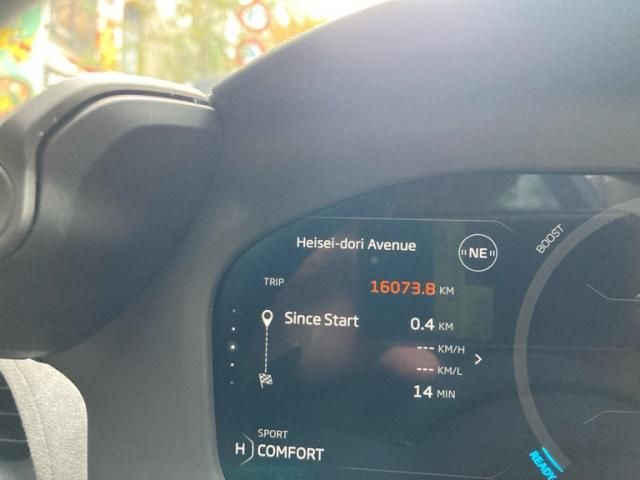 Heisei-dori Avenue
"NE"
BOOST
TRIP
16073.8 KM
Since Start
0.4 KM
--- KM/H
--- KM/L
14 MIN
SPORT
H COMFORT
READY